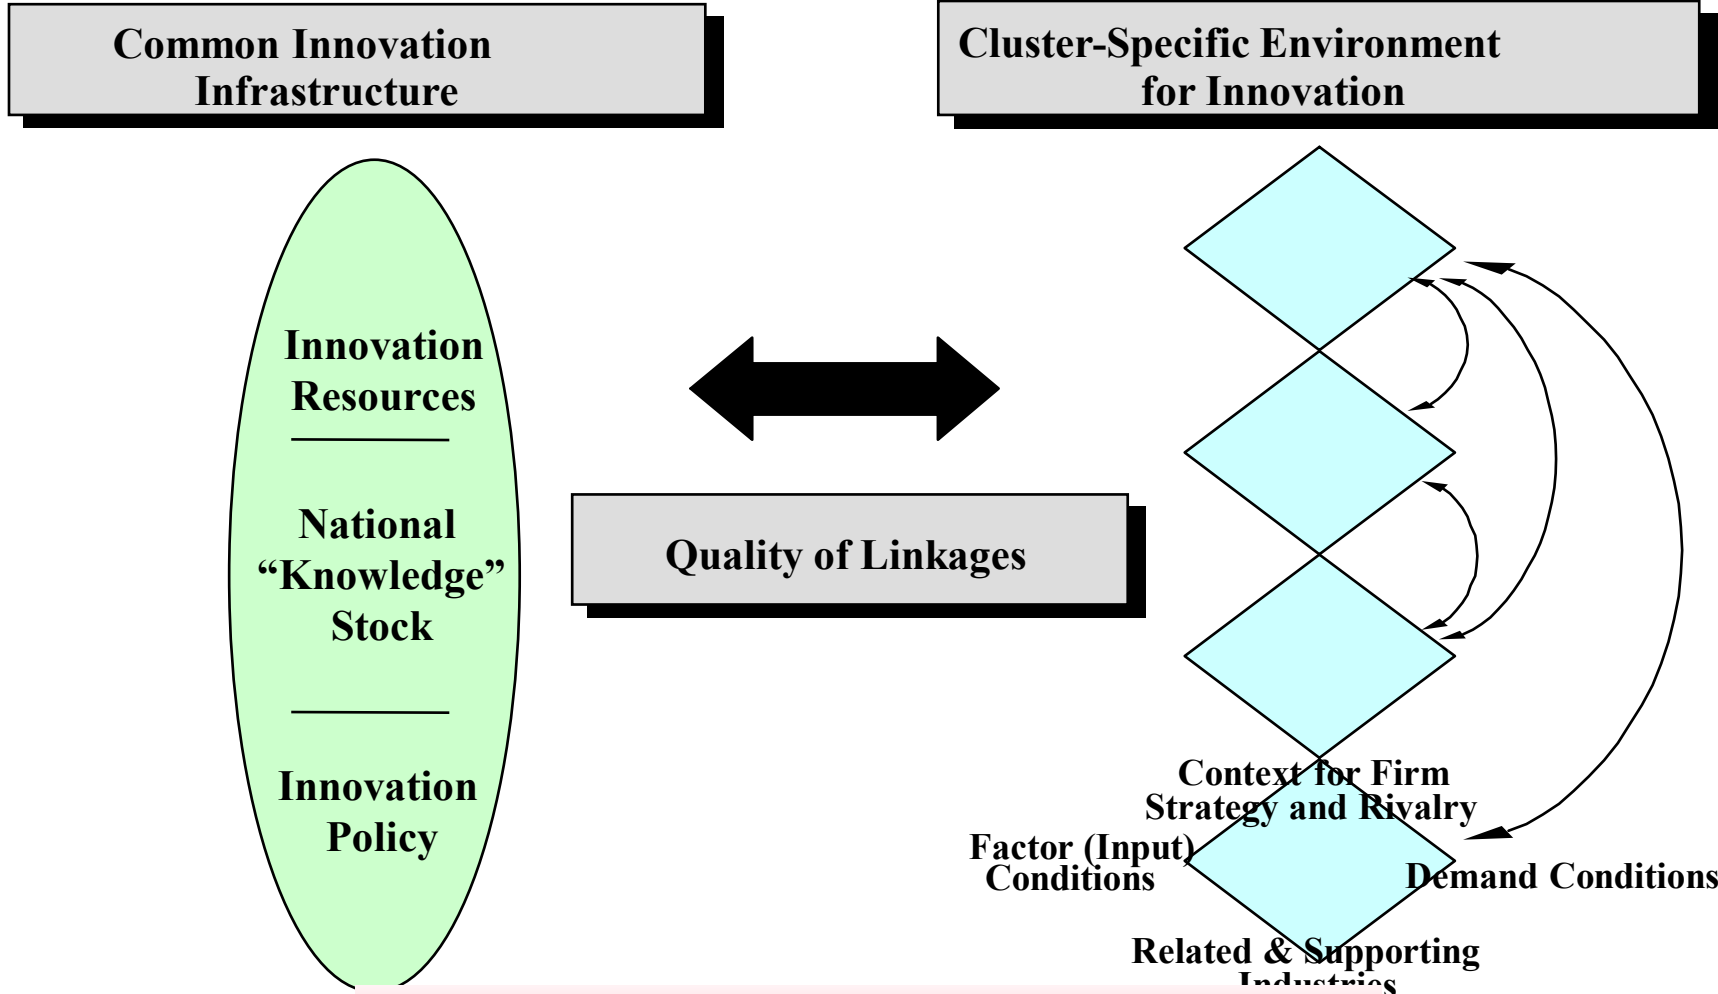 Common Innovation
Infrastructure
Cluster-Specific Environment
for Innovation
Innovation
Resources
National
“Knowledge”
Stock
Innovation
Policy
Quality of Linkages
Context for Firm
Strategy and Rivalry
Factor (Input)
Conditions
Demand Conditions
Related & Supporting
Industries